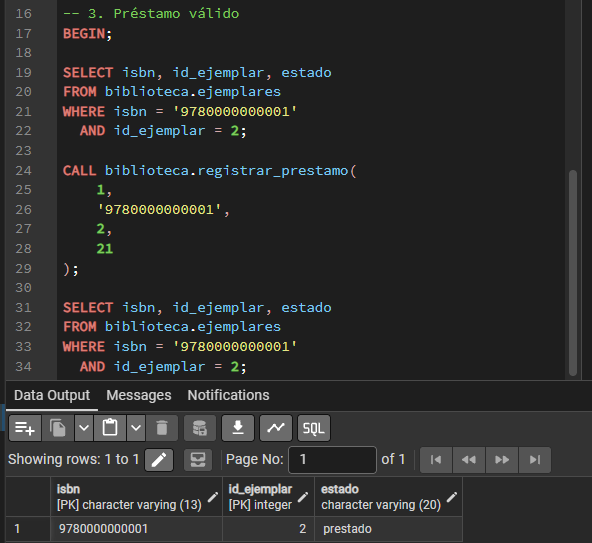 16 -- 3. Préstamo válido
17 BEGIN;
18
19 SELECT isbn, id_ejemplar, estado
20 FROM biblioteca.ejemplares
21 WHERE isbn = '9780000000001'
22 AND id_ejemplar = 2;
23
24 CALL biblioteca.registrar_prestamo(
25 1,
26 '9780000000001',
27 2,
28 21
29 );
30
31 SELECT isbn, id_ejemplar, estado
32 FROM biblioteca.ejemplares
33 WHERE isbn = '9780000000001'
34 AND id_ejemplar = 2;
Data Output Messages Notifications
SQL
Showing rows: 1 to 1 Page No: 1 of 1
isbn id_ejemplar estado
[PK] character varying (13) [PK] integer character varying (20)
1 9780000000001 2 prestado